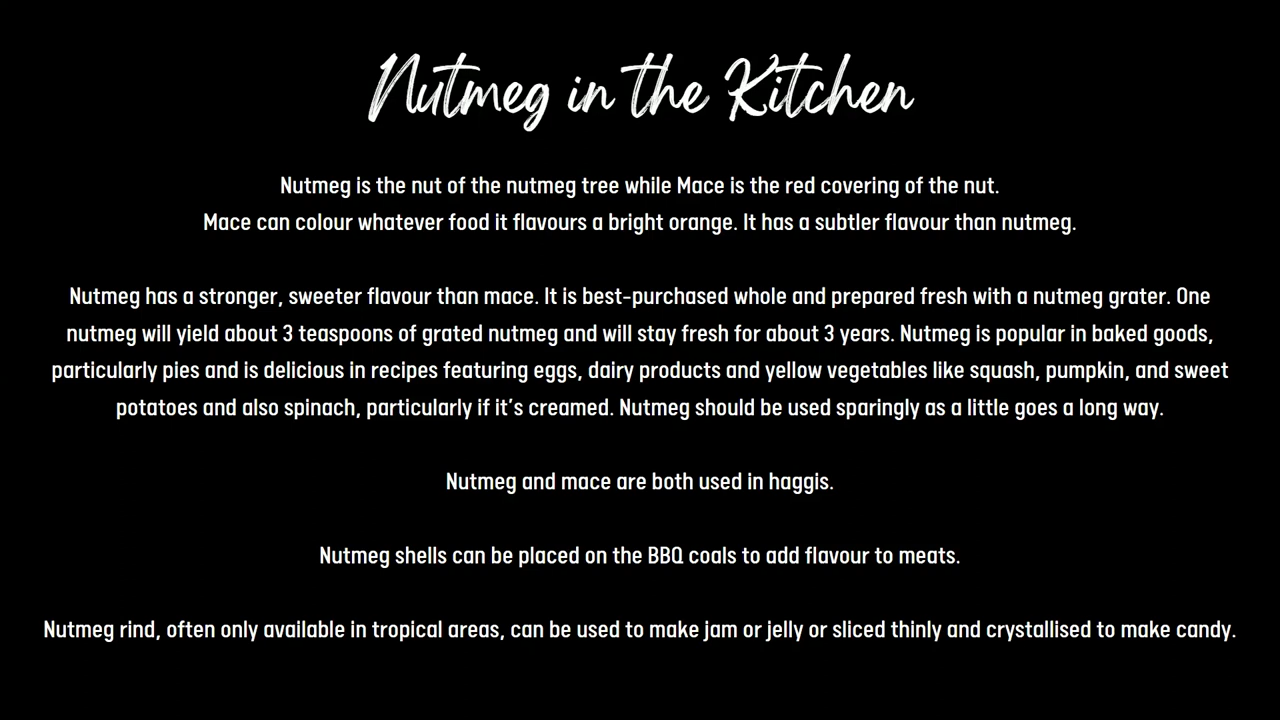 Nutmeg in the Kitchen
Nutmeg is the nut of the nutmeg tree while Mace is the red covering of the nut.
Mace can colour whatever food it flavours a bright orange. It has a subtler flavour than nutmeg.
Nutmeg has a stronger, sweeter flavour than mace. It is best-purchased whole and prepared fresh with a nutmeg grater. One
nutmeg will yield about 3 teaspoons of grated nutmeg and will stay fresh for about 3 years. Nutmeg is popular in baked goods,
particularly pies and is delicious in recipes featuring eggs, dairy products and yellow vegetables like squash, pumpkin, and sweet
potatoes and also spinach, particularly if it's creamed. Nutmeg should be used sparingly as a little goes a long way.
Nutmeg and mace are both used in haggis.
Nutmeg shells can be placed on the BBQ coals to add flavour to meats.
Nutmeg rind, often only available in tropical areas, can be used to make jam or jelly or sliced thinly and crystallised to make candy.